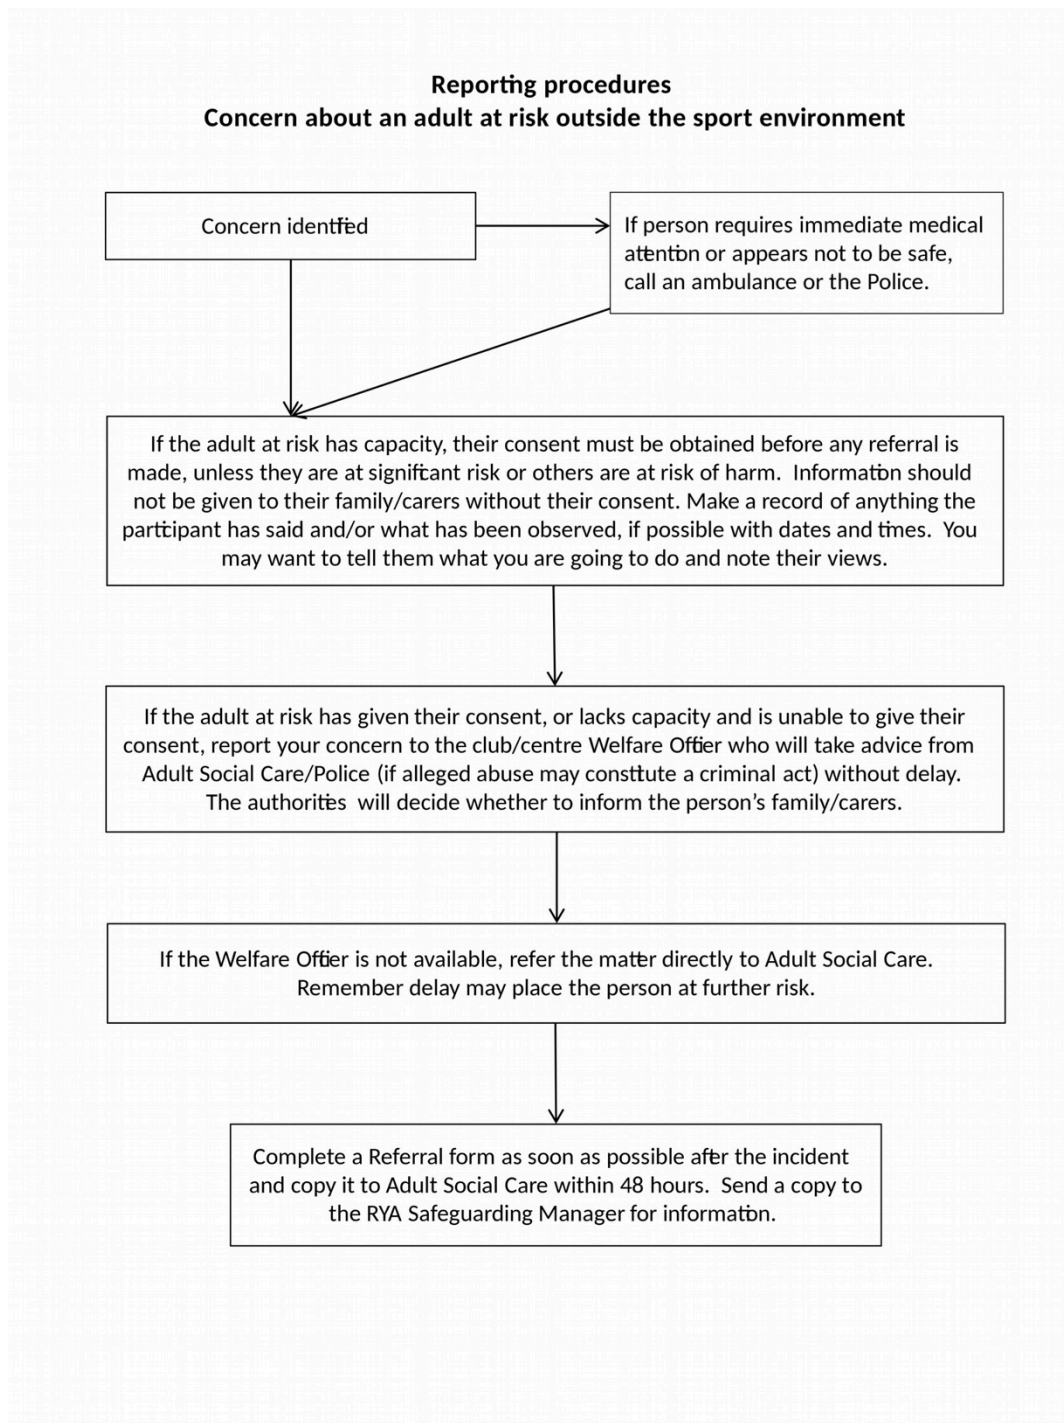 Reporting procedures
Concern about an adult at risk outside the sport environment
Concern identified
If person requires immediate medical
attention or appears not to be safe,
call an ambulance or the Police.
If the adult at risk has capacity, their consent must be obtained before any referral is
made, unless they are at significant risk or others are at risk of harm.  Information should
not be given to their family/carers without their consent. Make a record of anything the
participant has said and/or what has been observed, if possible with dates and times.  You
may want to tell them what you are going to do and note their views.
If the adult at risk has given their consent, or lacks capacity and is unable to give their
consent, report your concern to the club/centre Welfare Officer who will take advice from
Adult Social Care/Police (if alleged abuse may constitute a criminal act) without delay.
The authorities  will decide whether to inform the person’s family/carers.
If the Welfare Officer is not available, refer the matter directly to Adult Social Care.
Remember delay may place the person at further risk.
Complete a Referral form as soon as possible after the incident
and copy it to Adult Social Care within 48 hours.  Send a copy to
the RYA Safeguarding Manager for information.